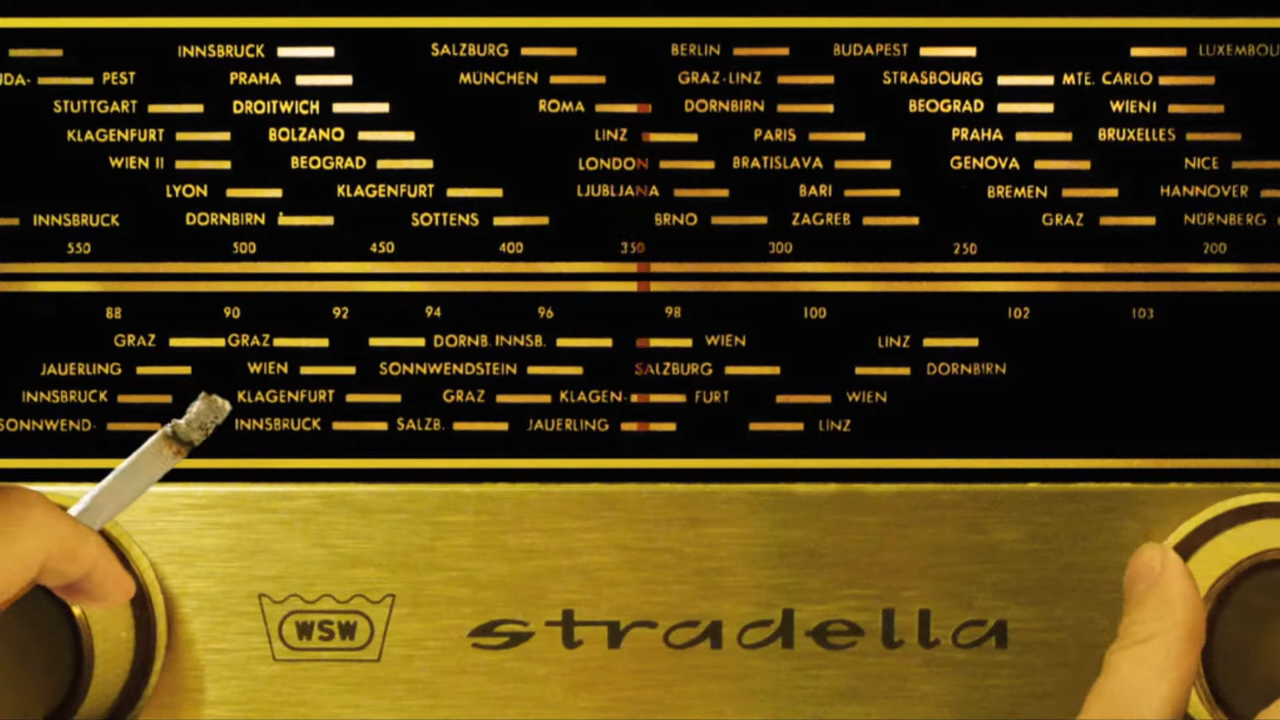 INNSBRUCK SALZBURG BERLIN BUDAPEST LUXEMBOU
UDA- PEST PRAHA MÜNCHEN GRAZ-LINZ STRASBOURG MTE. CARLO
STUTTGART DROITWICH ROMA DORNBIRN BEOGRAD WIEN I
KLAGENFURT BOLZANO LINZ PARIS PRAHA BRUXELLES
WIEN II BEOGRAD LONDON BRATISLAVA GENOVA NICE
LYON KLAGENFURT LJUBLJANA BARI BREMEN HANNOVER
INNSBRUCK DORNBIRN SOTTENS BRNO ZAGREB GRAZ NÜRNBERG
550 500 450 400 350 300 250 200
88 90 92 94 96 98 100 102 103
GRAZ GRAZ DORNB. INNSB. WIEN LINZ
JAUERLING WIEN SONNWENDSTEIN SALZBURG DORNBIRN
INNSBRUCK KLAGENFURT GRAZ KLAGEN- FURT WIEN
SONNWEND- INNSBRUCK SALZB. JAUERLING LINZ
WSW stradella